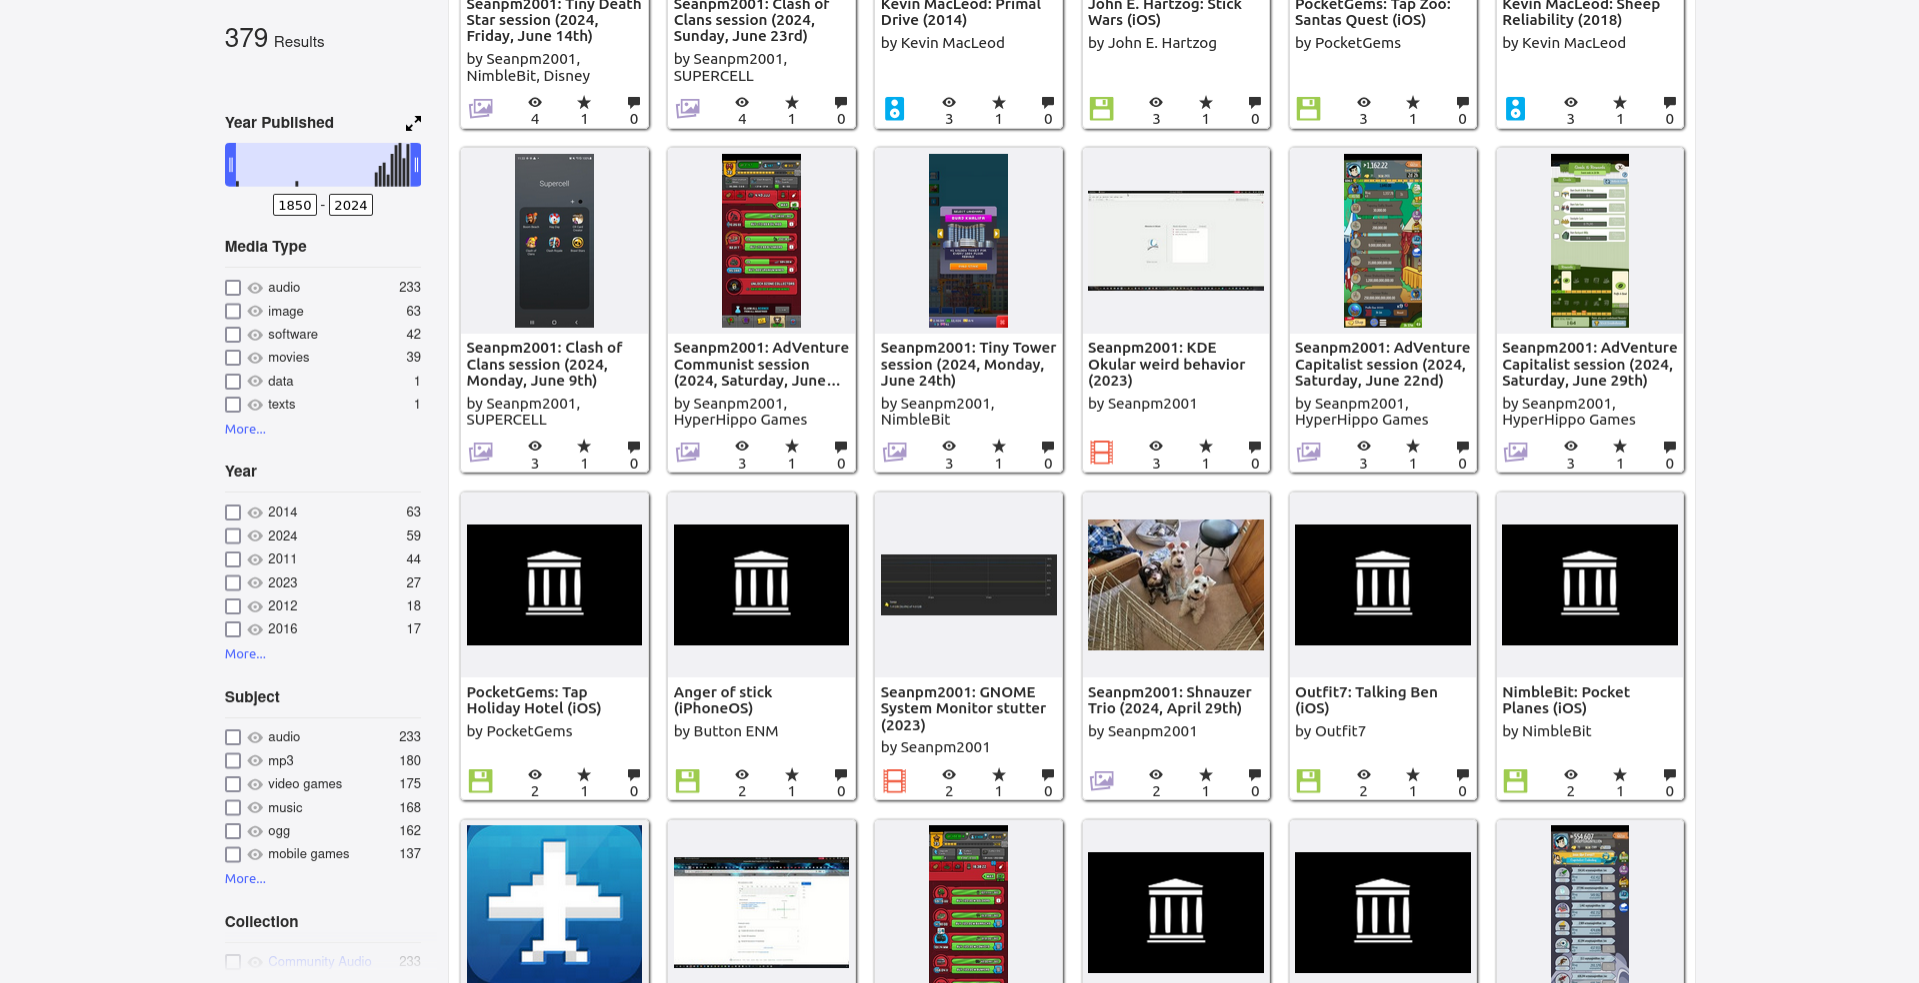 379 Results
Year Published
1850 - 2024
Media Type
audio 233
image 63
software 42
movies 39
data 1
texts 1
More...
Year
2014 63
2024 59
2011 44
2023 27
2012 18
2016 17
More...
Subject
audio 233
mp3 180
video games 175
music 168
ogg 162
mobile games 137
More...
Collection
Community Audio 233
Seanpm2001: Tiny Death
Star session (2024,
Friday, June 14th)
by Seanpm2001,
NimbleBit, Disney
4 1 0
Seanpm2001: Clash of
Clans session (2024,
Sunday, June 23rd)
by Seanpm2001,
SUPERCELL
4 1 0
Kevin MacLeod: Primal
Drive (2014)
by Kevin MacLeod
3 1 0
John E. Hartzog: Stick
Wars (iOS)
by John E. Hartzog
3 1 0
PocketGems: Tap Zoo:
Santas Quest (iOS)
by PocketGems
3 1 0
Kevin MacLeod: Sheep
Reliability (2018)
by Kevin MacLeod
3 1 0
Supercell
Seanpm2001: Clash of
Clans session (2024,
Monday, June 9th)
by Seanpm2001,
SUPERCELL
3 1 0
Seanpm2001: AdVenture
Communist session
(2024, Saturday, June...
by Seanpm2001,
HyperHippo Games
3 1 0
Seanpm2001: Tiny Tower
session (2024, Monday,
June 24th)
by Seanpm2001,
NimbleBit
3 1 0
Seanpm2001: KDE
Okular weird behavior
(2023)
by Seanpm2001
3 1 0
Seanpm2001: AdVenture
Capitalist session (2024,
Saturday, June 22nd)
by Seanpm2001,
HyperHippo Games
3 1 0
Seanpm2001: AdVenture
Capitalist session (2024,
Saturday, June 29th)
by Seanpm2001,
HyperHippo Games
3 1 0
PocketGems: Tap
Holiday Hotel (iOS)
by PocketGems
2 1 0
Anger of stick
(iPhoneOS)
by Button ENM
2 1 0
Seanpm2001: GNOME
System Monitor stutter
(2023)
by Seanpm2001
2 1 0
Seanpm2001: Shnauzer
Trio (2024, April 29th)
by Seanpm2001
2 1 0
Outfit7: Talking Ben
(iOS)
by Outfit7
2 1 0
NimbleBit: Pocket
Planes (iOS)
by NimbleBit
2 1 0